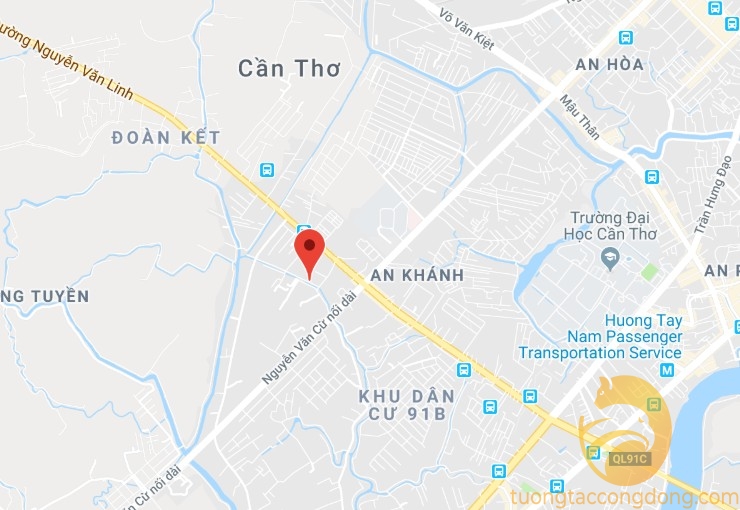 Võ Văn Kiệt
AN HÒA
Cần Thơ
ường Nguyễn Văn Linh
Mậu Thân
ĐOÀN KẾT
Trần Hưng Đạo
Trường Đại
Học Cần Thơ
AN KHÁNH
AN P
NG TUYỀN
Nguyễn Văn Cừ nối dài
Huong Tay
Nam Passenger
Transportation Service
M
KHU DÂN
CƯ 91B
QL91C
n Cừ nối dài
tuongtaccongdong.com